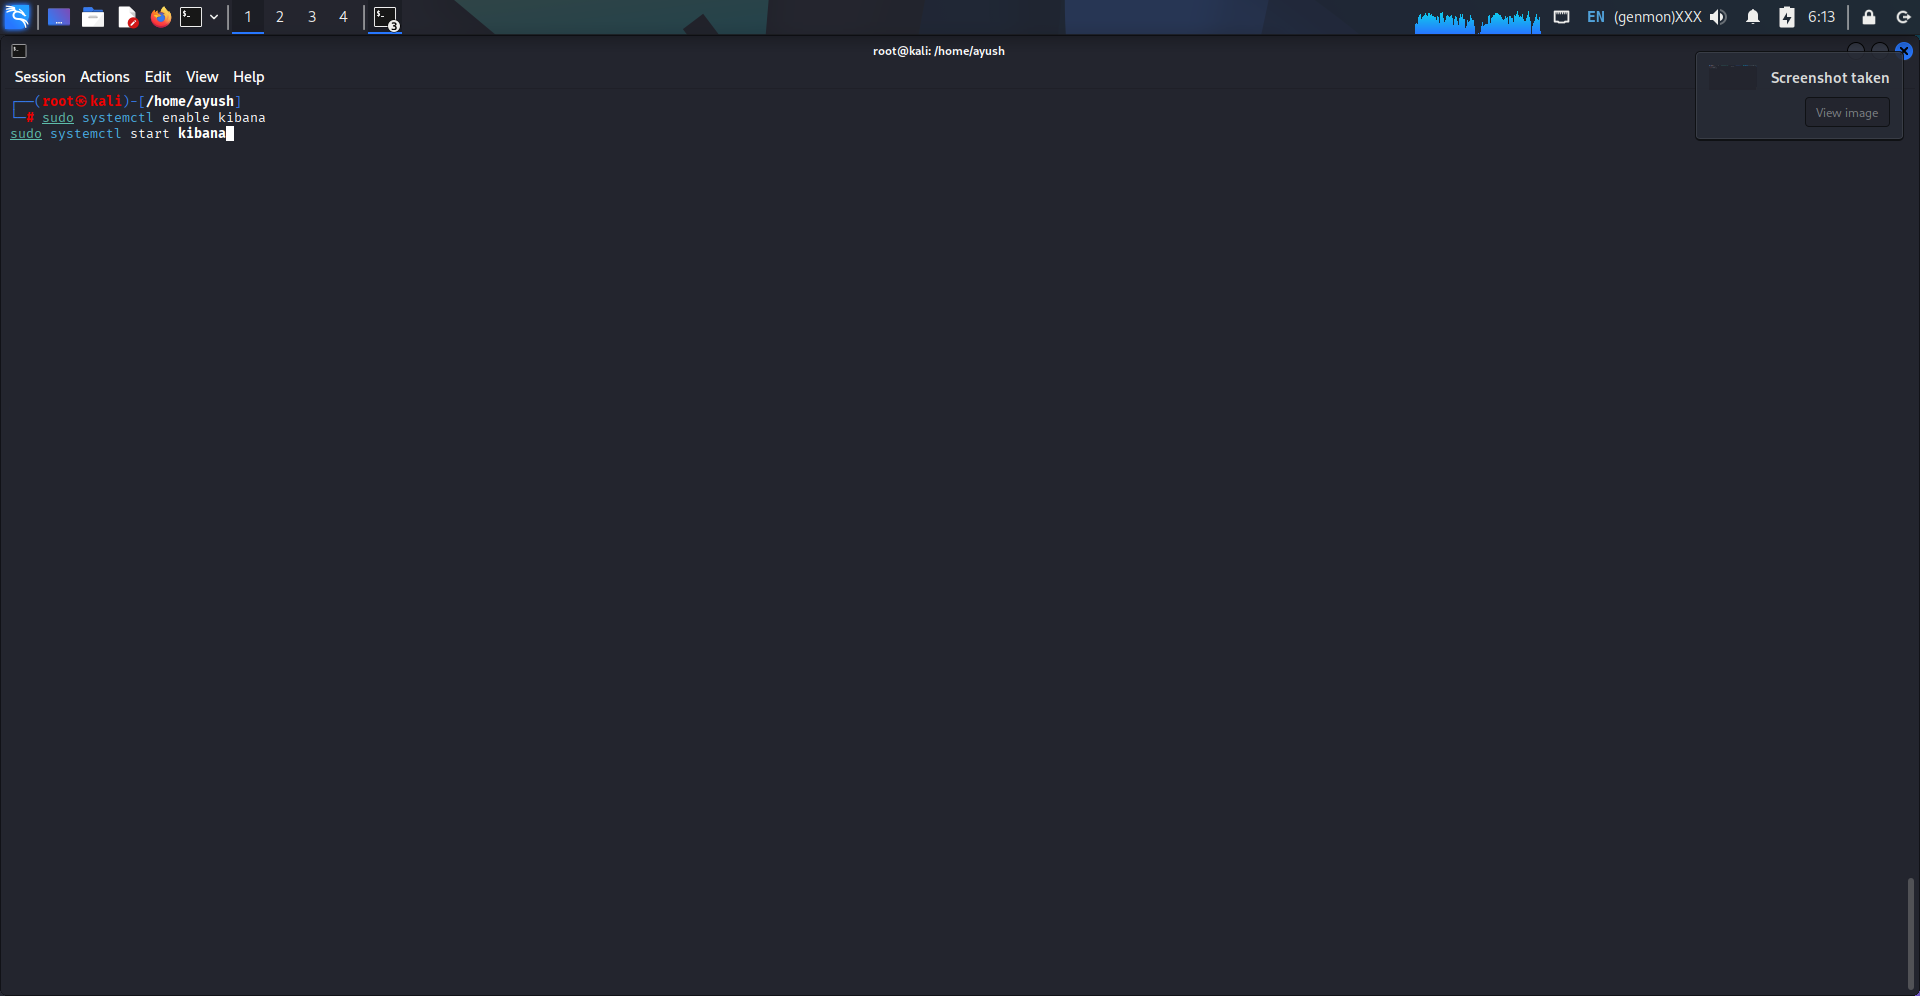 1 2 3 4 3 EN (genmon)XXX 6:13
root@kali: /home/ayush
Session Actions Edit View Help
Screenshot taken
View image
┌──(root㉿kali)-[/home/ayush]
└─# sudo systemctl enable kibana
sudo systemctl start kibana